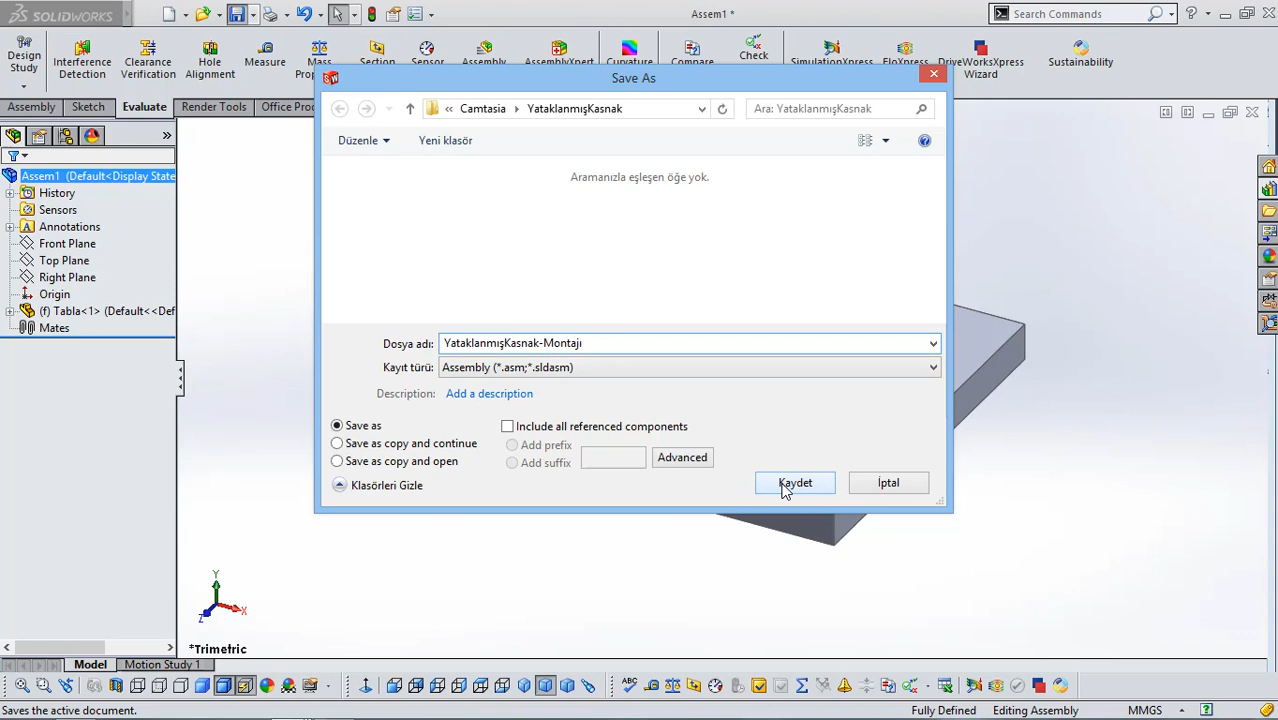 SOLIDWORKS
Assem1 *
Search Commands
Design Study
Interference Detection
Clearance Verification
Hole Alignment
Measure
Mass
Section
Sensor
Assembly
AssemblyXpert
Curvature
Compare
Check
SimulationXpress
FloXpress
DriveWorksXpress Wizard
Sustainability
Assembly
Sketch
Evaluate
Render Tools
Office Pro
Save As
« Camtasia
YataklanmışKasnak
Ara: YataklanmışKasnak
Düzenle
Yeni klasör
Aramanızla eşleşen öğe yok.
Assem1 (Default<Display State
History
Sensors
A Annotations
Front Plane
Top Plane
Right Plane
Origin
(f) Tabla<1> (Default<<Def
Mates
Dosya adı: YataklanmışKasnak-Montajı
Kayıt türü: Assembly (*.asm;*.sldasm)
Description: Add a description
Save as
Save as copy and continue
Save as copy and open
Include all referenced components
Add prefix
Add suffix
Advanced
Klasörleri Gizle
Kaydet
İptal
Y
X
Z
*Trimetric
Model
Motion Study 1
Saves the active document.
Fully Defined
Editing Assembly
MMGS